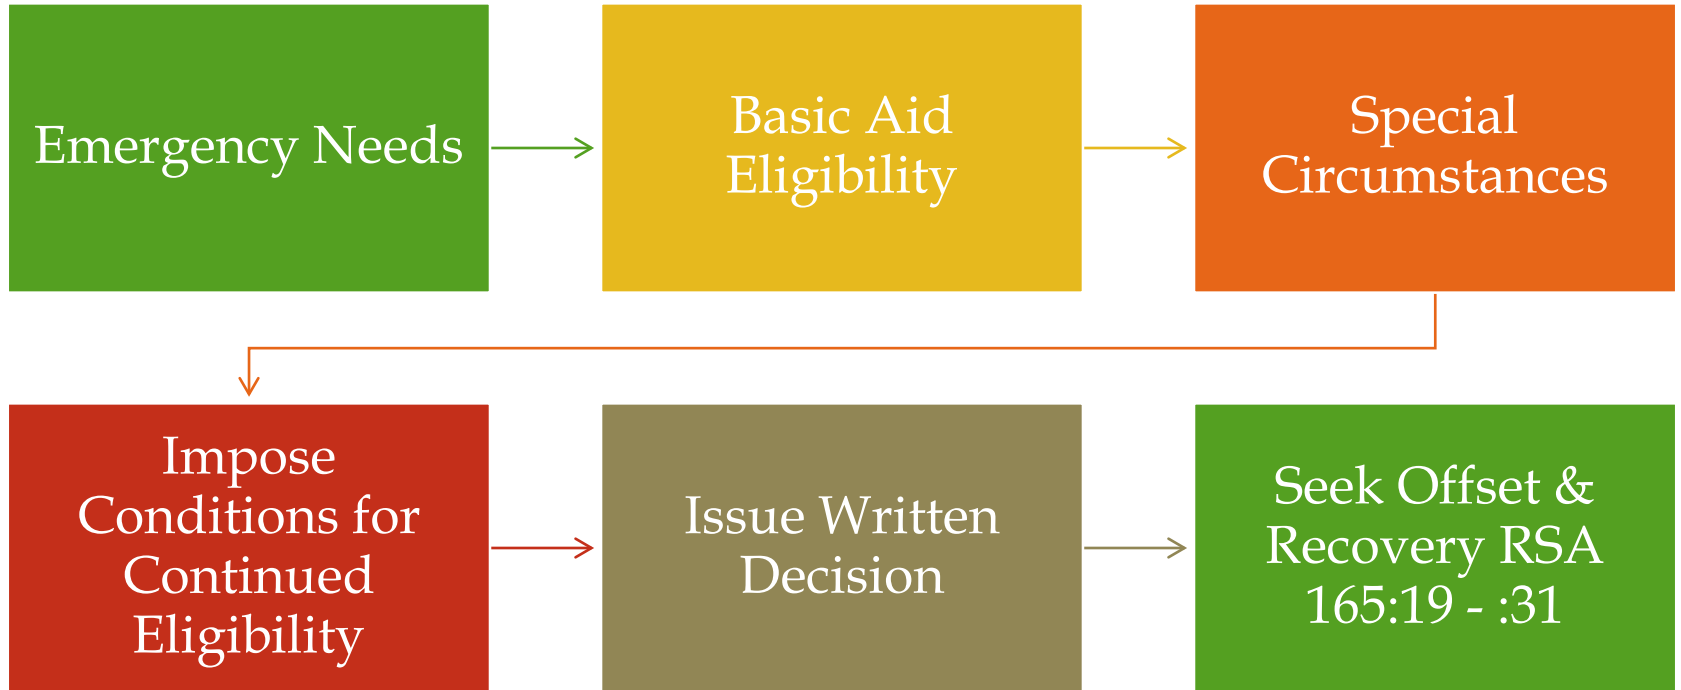 Emergency Needs
Basic Aid
Eligibility
Special
Circumstances
Impose
Conditions for
Continued
Eligibility
Issue Written
Decision
Seek Offset &
Recovery RSA
165:19 - :31